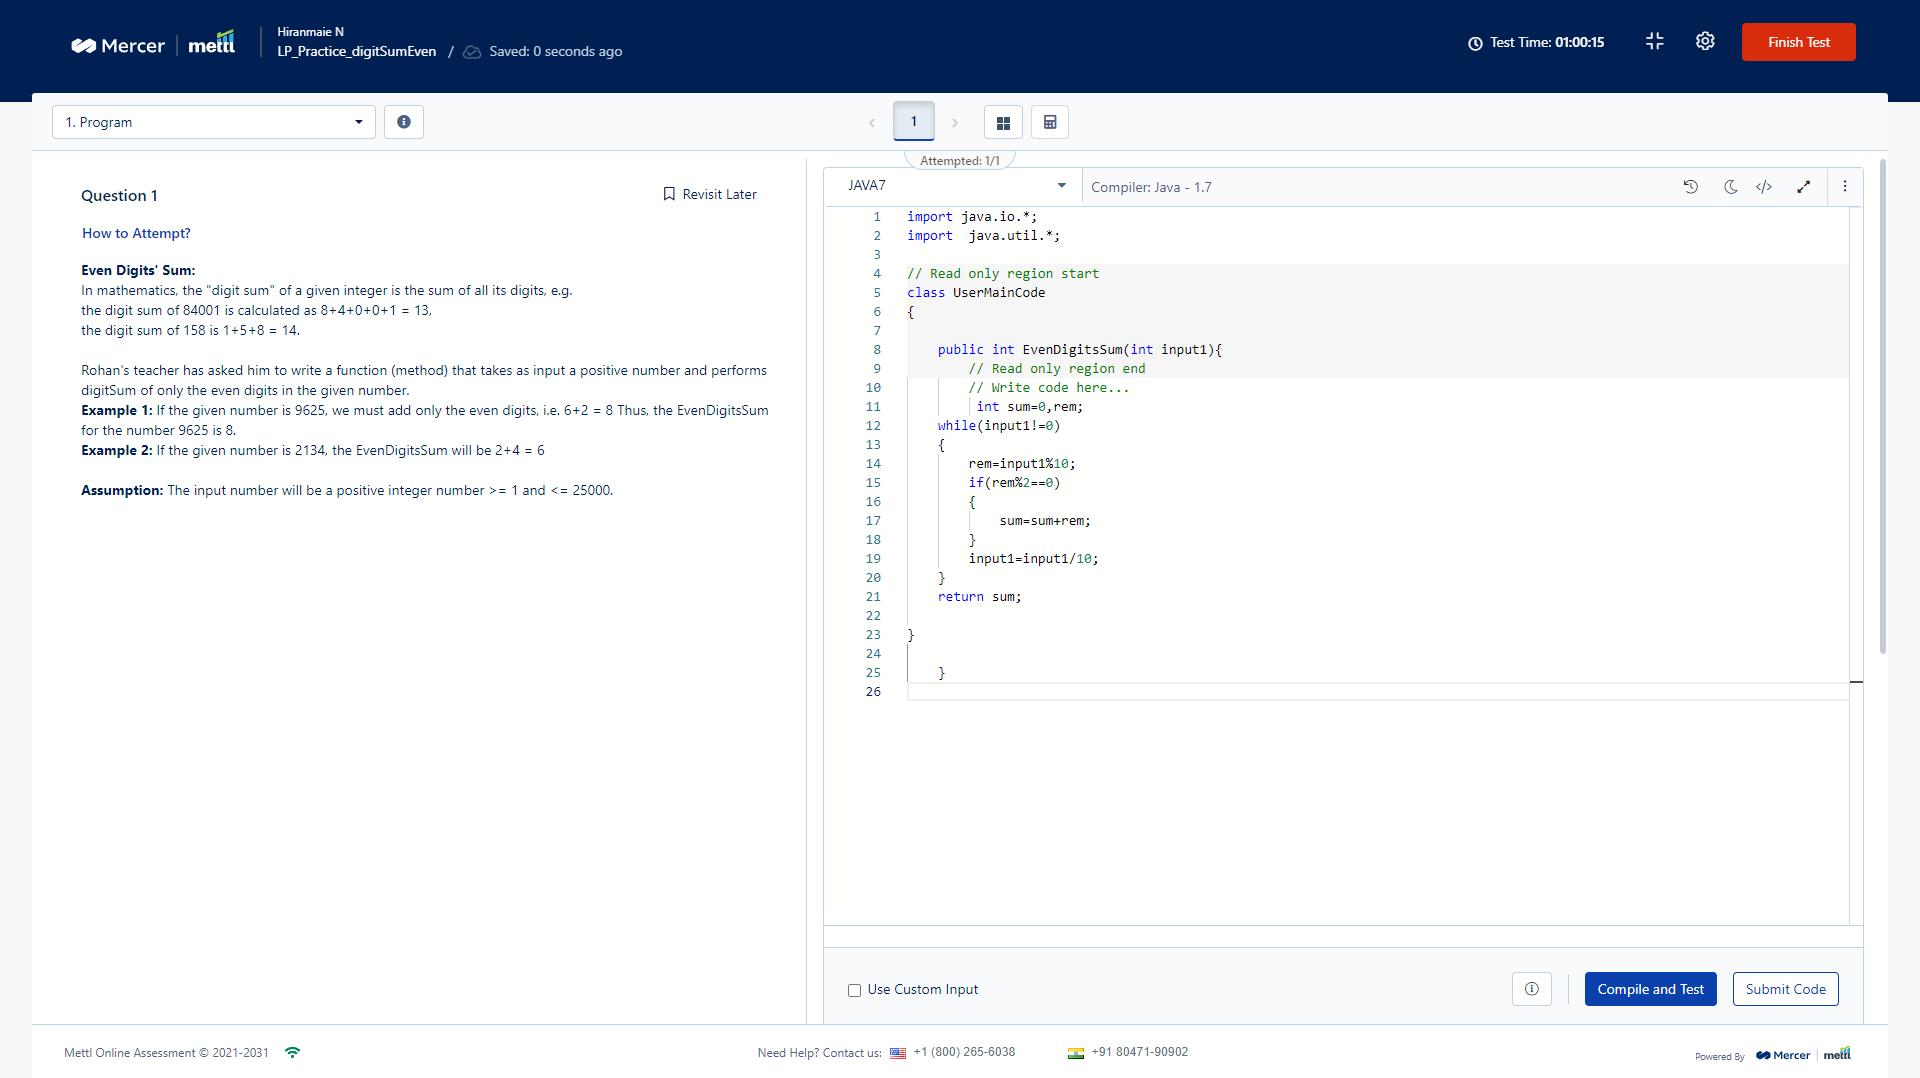 Mercer
mettl
Hiranmaie N
LP_Practice_digitSumEven / Saved: 0 seconds ago
Test Time: 01:00:15
Finish Test
1. Program
1
Attempted: 1/1
Question 1
Revisit Later
How to Attempt?
Even Digits' Sum:
In mathematics, the "digit sum" of a given integer is the sum of all its digits, e.g.
the digit sum of 84001 is calculated as 8+4+0+0+1 = 13,
the digit sum of 158 is 1+5+8 = 14.
Rohan's teacher has asked him to write a function (method) that takes as input a positive number and performs
digitSum of only the even digits in the given number.
Example 1: If the given number is 9625, we must add only the even digits, i.e. 6+2 = 8 Thus, the EvenDigitsSum
for the number 9625 is 8.
Example 2: If the given number is 2134, the EvenDigitsSum will be 2+4 = 6
Assumption: The input number will be a positive integer number >= 1 and <= 25000.
JAVA7
Compiler: Java - 1.7
1 import java.io.*;
2 import  java.util.*;
3
4 // Read only region start
5 class UserMainCode
6 {
7
8     public int EvenDigitsSum(int input1){
9         // Read only region end
10         // Write code here...
11          int sum=0,rem;
12     while(input1!=0)
13     {
14         rem=input1%10;
15         if(rem%2==0)
16         {
17             sum=sum+rem;
18         }
19         input1=input1/10;
20     }
21     return sum;
22
23 }
24
25     }
26
Use Custom Input
Compile and Test
Submit Code
Mettl Online Assessment © 2021-2031
Need Help? Contact us: +1 (800) 265-6038
+91 80471-90902
Powered By Mercer mettl